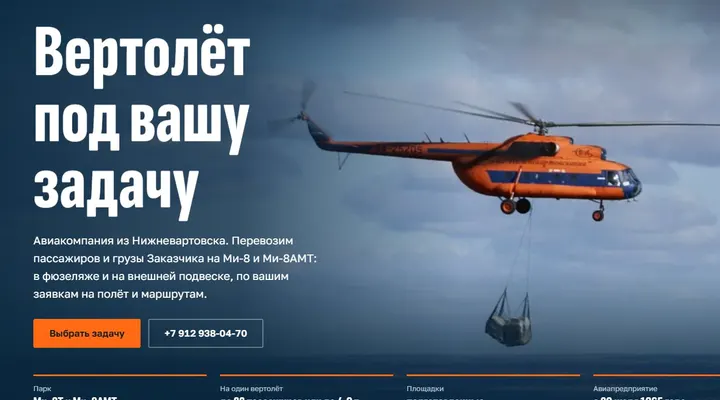 Вертолёт
под вашу
задачу
Авиакомпания из Нижневартовска. Перевозим
пассажиров и грузы Заказчика на Ми-8 и Ми-8АМТ:
в фюзеляже и на внешней подвеске, по вашим
заявкам на полёт и маршрутам.
Выбрать задачу
+7 912 938-04-70
Парк
На один вертолёт
Площадки
Авиапредприятие